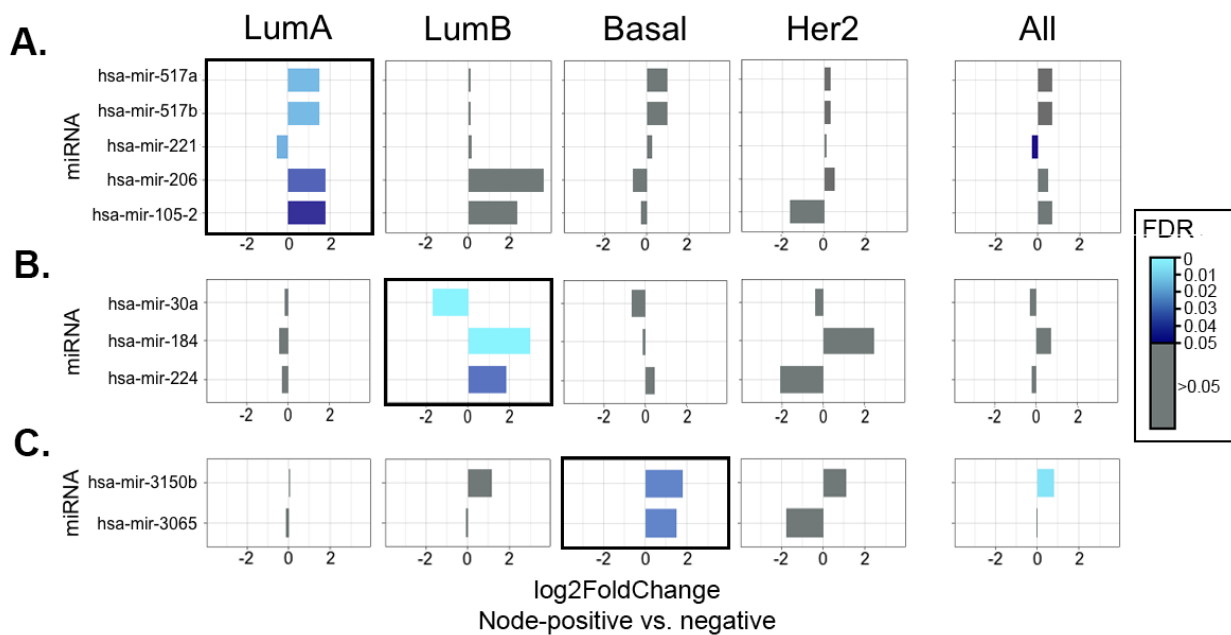 LumA LumB Basal Her2 All
A.
miRNA
hsa-mir-517a
hsa-mir-517b
hsa-mir-221
hsa-mir-206
hsa-mir-105-2
-2 0 2 -2 0 2 -2 0 2 -2 0 2 -2 0 2
FDR
0
0.01
0.02
0.03
0.04
0.05
>0.05
B.
hsa-mir-30a
hsa-mir-184
hsa-mir-224
-2 0 2 -2 0 2 -2 0 2 -2 0 2 -2 0 2
C.
miRNA
hsa-mir-3150b
hsa-mir-3065
-2 0 2 -2 0 2 -2 0 2 -2 0 2 -2 0 2
log2FoldChange
Node-positive vs. negative